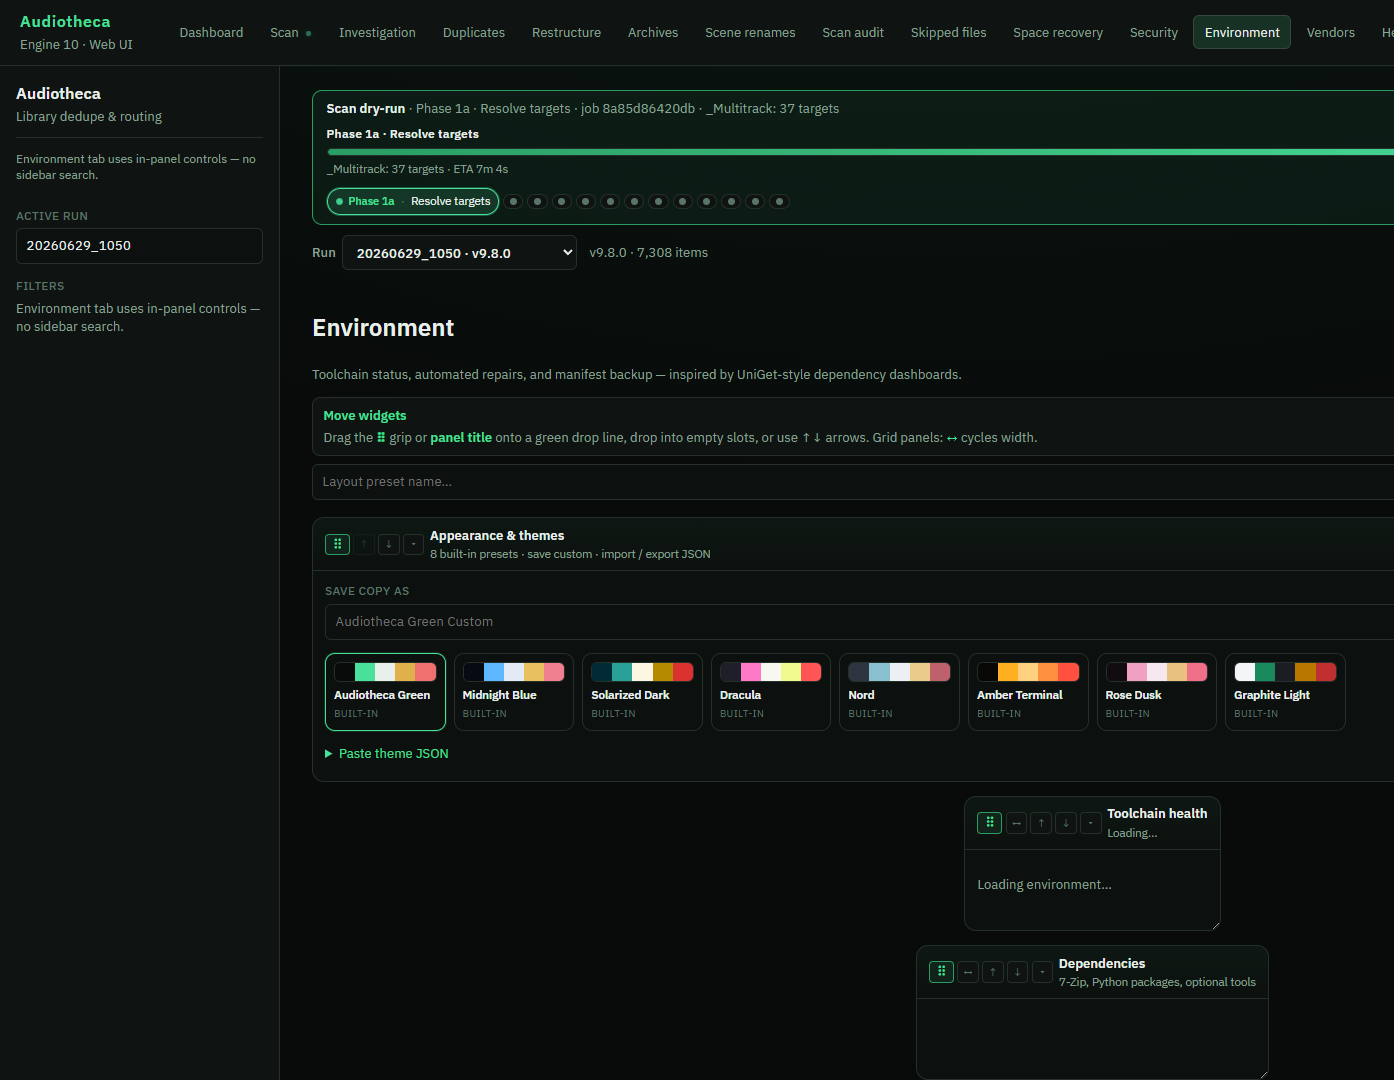 Audiotheca
Engine 10 · Web UI
Dashboard
Scan
Investigation
Duplicates
Restructure
Archives
Scene renames
Scan audit
Skipped files
Space recovery
Security
Environment
Vendors
He
Audiotheca
Library dedupe & routing
Environment tab uses in-panel controls — no
sidebar search.
ACTIVE RUN
20260629_1050
FILTERS
Environment tab uses in-panel controls —
no sidebar search.
Scan dry-run · Phase 1a · Resolve targets · job 8a85d86420db · _Multitrack: 37 targets
Phase 1a · Resolve targets
_Multitrack: 37 targets · ETA 7m 4s
Phase 1a · Resolve targets
Run
20260629_1050 · v9.8.0
v9.8.0 · 7,308 items
Environment
Toolchain status, automated repairs, and manifest backup — inspired by UniGet-style dependency dashboards.
Move widgets
Drag the ⠿ grip or panel title onto a green drop line, drop into empty slots, or use ↑ ↓ arrows. Grid panels: ↔ cycles width.
Layout preset name...
Appearance & themes
8 built-in presets · save custom · import / export JSON
SAVE COPY AS
Audiotheca Green Custom
Audiotheca Green
BUILT-IN
Midnight Blue
BUILT-IN
Solarized Dark
BUILT-IN
Dracula
BUILT-IN
Nord
BUILT-IN
Amber Terminal
BUILT-IN
Rose Dusk
BUILT-IN
Graphite Light
BUILT-IN
Paste theme JSON
Toolchain health
Loading...
Loading environment...
Dependencies
7-Zip, Python packages, optional tools